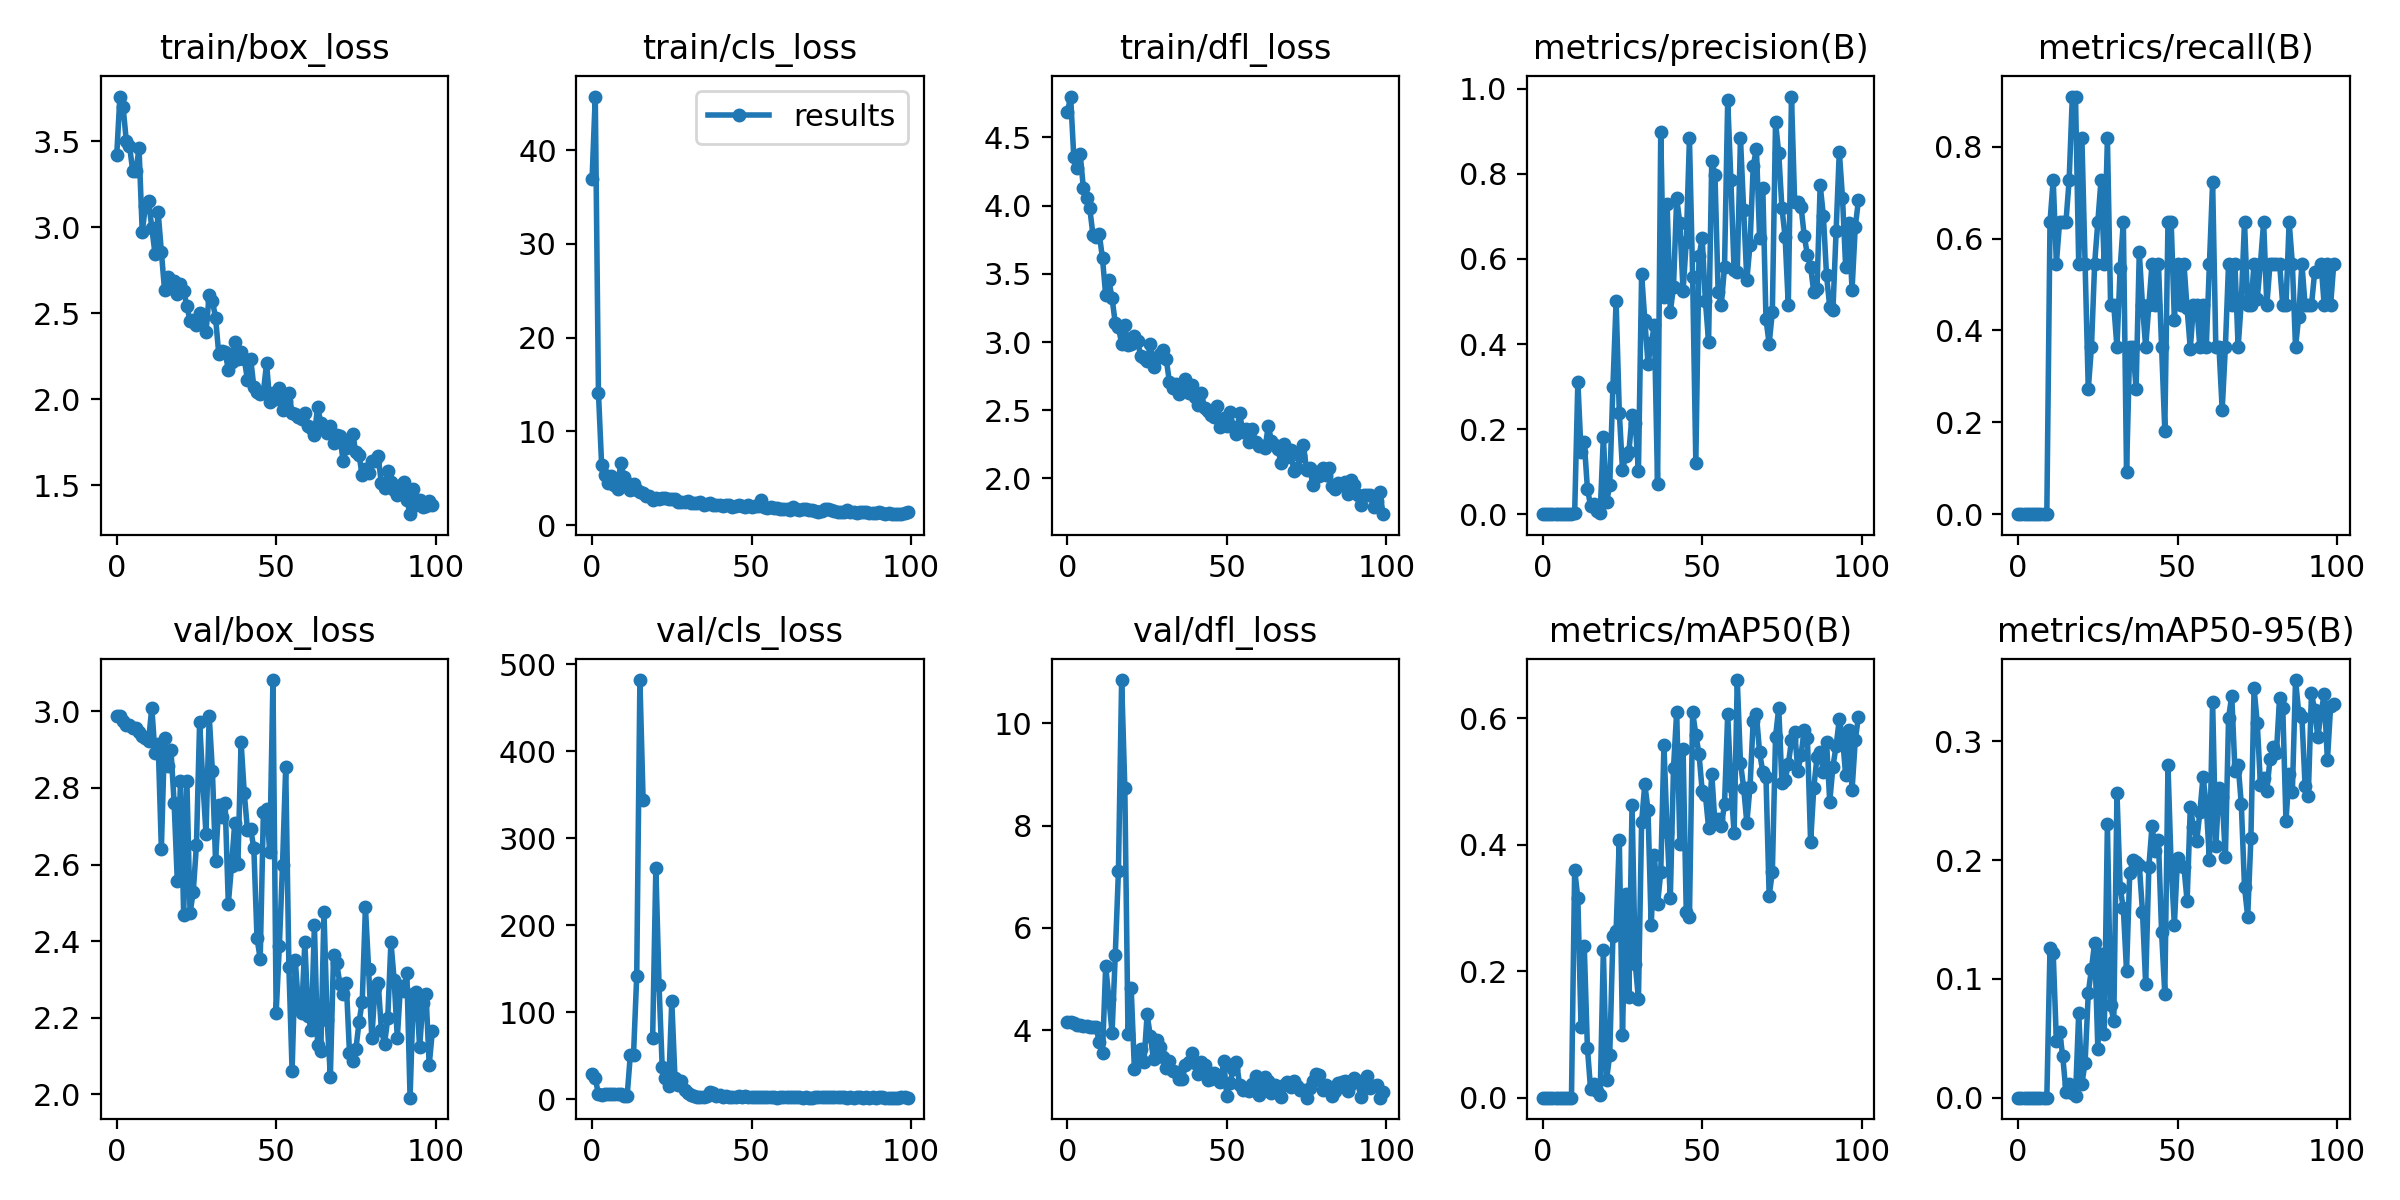 train/box_loss
train/cls_loss
train/dfl_loss
metrics/precision(B)
metrics/recall(B)
3.5
3.0
2.5
2.0
1.5
0 50 100
results
40
30
20
10
0
0 50 100
4.5
4.0
3.5
3.0
2.5
2.0
0 50 100
1.0
0.8
0.6
0.4
0.2
0.0
0 50 100
0.8
0.6
0.4
0.2
0.0
0 50 100
val/box_loss
val/cls_loss
val/dfl_loss
metrics/mAP50(B)
metrics/mAP50-95(B)
3.0
2.8
2.6
2.4
2.2
2.0
0 50 100
500
400
300
200
100
0
0 50 100
10
8
6
4
0 50 100
0.6
0.4
0.2
0.0
0 50 100
0.3
0.2
0.1
0.0
0 50 100